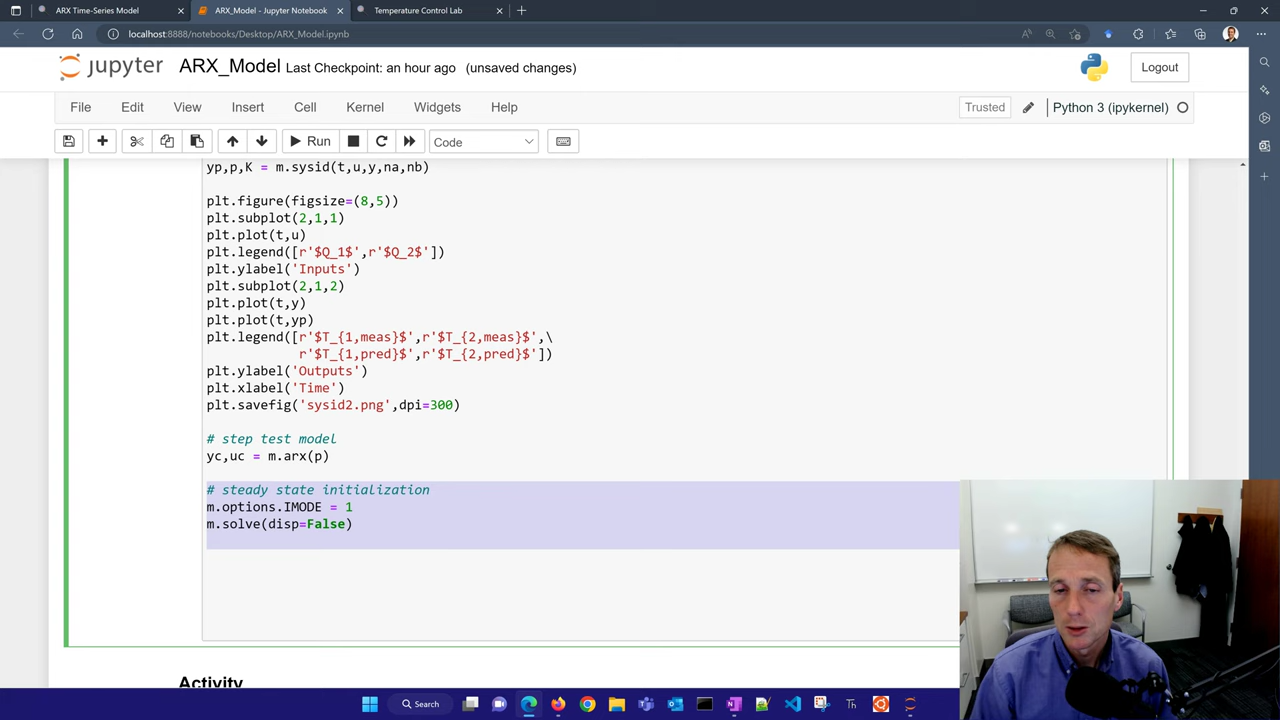 ARX Time-Series Model
ARX_Model - Jupyter Notebook
Temperature Control Lab
localhost:8888/notebooks/Desktop/ARX_Model.ipynb
jupyter ARX_Model Last Checkpoint: an hour ago (unsaved changes)
Logout
File Edit View Insert Cell Kernel Widgets Help
Trusted
Python 3 (ipykernel)
Run
Code
yp,p,K = m.sysid(t,u,y,na,nb)
plt.figure(figsize=(8,5))
plt.subplot(2,1,1)
plt.plot(t,u)
plt.legend([r'$Q_1$',r'$Q_2$'])
plt.ylabel('Inputs')
plt.subplot(2,1,2)
plt.plot(t,y)
plt.plot(t,yp)
plt.legend([r'$T_{1,meas}$',r'$T_{2,meas}$',\
r'$T_{1,pred}$',r'$T_{2,pred}$'])
plt.ylabel('Outputs')
plt.xlabel('Time')
plt.savefig('sysid2.png',dpi=300)
# step test model
yc,uc = m.arx(p)
# steady state initialization
m.options.IMODE = 1
m.solve(disp=False)
Activity
Search
Th